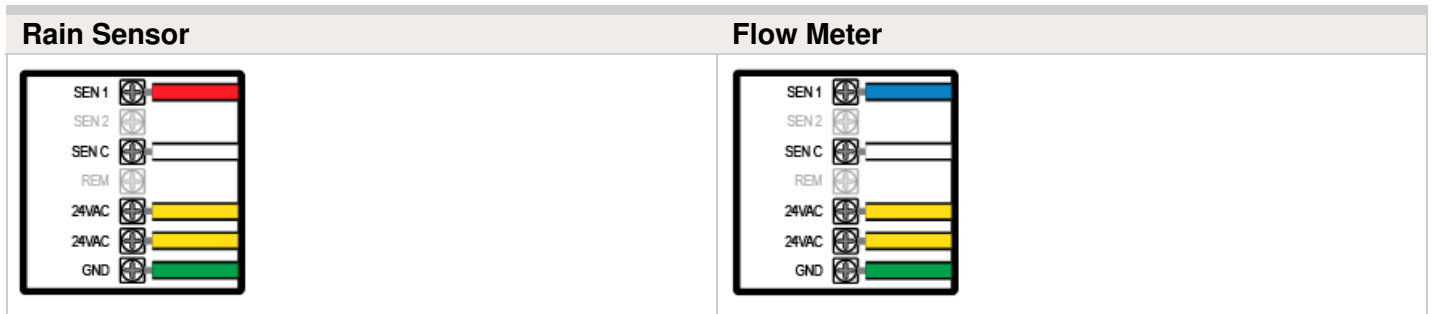 Rain Sensor
SEN 1
SEN 2
SEN C
REM
24VAC
24VAC
GND
Flow Meter
SEN 1
SEN 2
SEN C
REM
24VAC
24VAC
GND